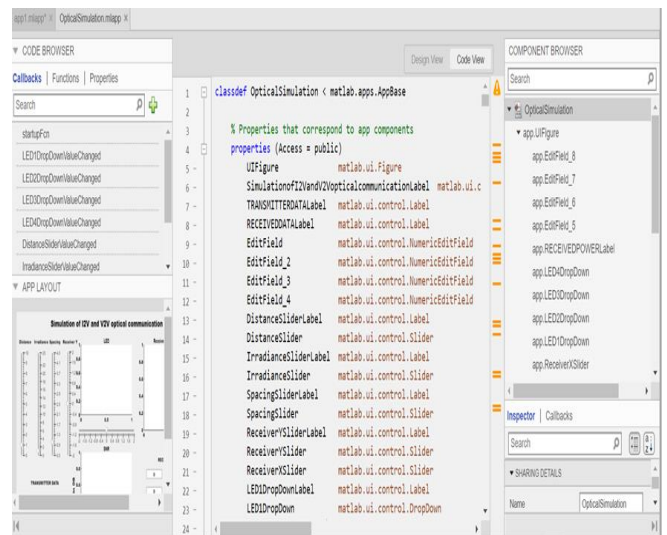 app1.mlapp* × OpticalSimulation.mlapp ×
▼ CODE BROWSER
Callbacks | Functions | Properties
Search
startupFcn
LED1DropDownValueChanged
LED2DropDownValueChanged
LED3DropDownValueChanged
LED4DropDownValueChanged
DistanceSliderValueChanged
IrradianceSliderValueChanged
▼ APP LAYOUT
Simulation of I2V and V2V optical communication
Distance Irradiance Spacing Receiver Y LED Receiver
SNR
TRANSMITTER DATA
Design View Code View
1 classdef OpticalSimulation < matlab.apps.AppBase
2
3 % Properties that correspond to app components
4 properties (Access = public)
5 - UIFigure matlab.ui.Figure
6 - SimulationofI2VandV2VopticalcommunicationLabel matlab.ui.c
7 - TRANSMITTERDATALabel matlab.ui.control.Label
8 - RECEIVEDDATALabel matlab.ui.control.Label
9 - EditField matlab.ui.control.NumericEditField
10 - EditField_2 matlab.ui.control.NumericEditField
11 - EditField_3 matlab.ui.control.NumericEditField
12 - EditField_4 matlab.ui.control.NumericEditField
13 - DistanceSliderLabel matlab.ui.control.Label
14 - DistanceSlider matlab.ui.control.Slider
15 - IrradianceSliderLabel matlab.ui.control.Label
16 - IrradianceSlider matlab.ui.control.Slider
17 - SpacingSliderLabel matlab.ui.control.Label
18 - SpacingSlider matlab.ui.control.Slider
19 - ReceiverYSliderLabel matlab.ui.control.Label
20 - ReceiverYSlider matlab.ui.control.Slider
21 - ReceiverXSlider matlab.ui.control.Slider
22 - LED1DropDownLabel matlab.ui.control.Label
23 - LED1DropDown matlab.ui.control.DropDown
24 -
COMPONENT BROWSER
Search
▼ OpticalSimulation
▼ app.UIFigure
app.EditField_8
app.EditField_7
app.EditField_6
app.EditField_5
app.RECEIVEDPOWERLabel
app.LED4DropDown
app.LED3DropDown
app.LED2DropDown
app.LED1DropDown
app.ReceiverXSlider
Inspector | Callbacks
Search
▼ SHARING DETAILS
Name OpticalSimulation